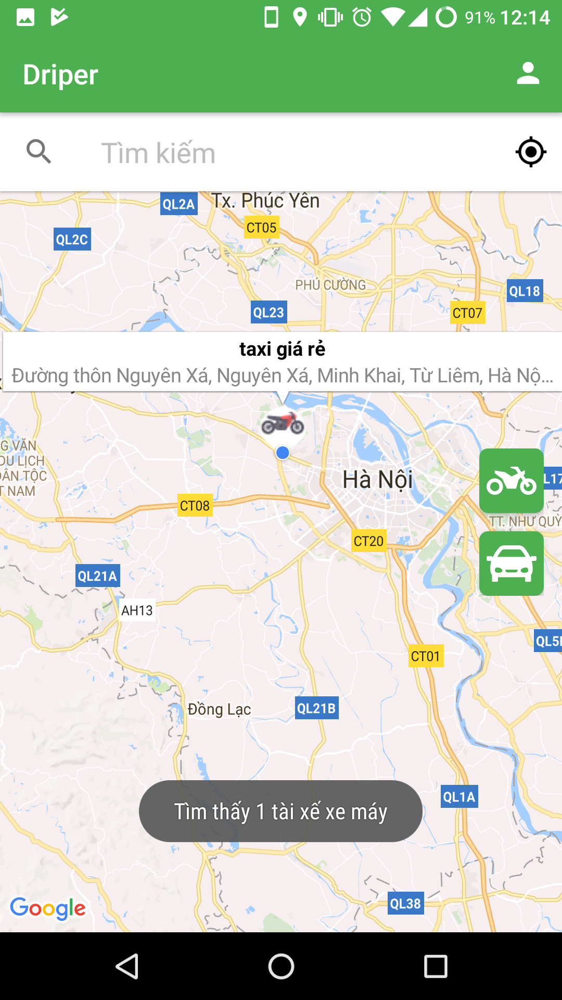 91% 12:14
Driper
Tìm kiếm
QL2A
Tx. Phúc Yên
CT05
QL2C
PHÚ CƯỜNG
QL18
QL23
CT07
taxi giá rẻ
Đường thôn Nguyên Xá, Nguyên Xá, Minh Khai, Từ Liêm, Hà Nộ...
G VĂN
DU LỊCH
ÂN TỘC
T NAM
Hà Nội
L17
CT08
TT. NHƯ QUỲ
CT20
QL21A
AH13
QL5
CT01
Đồng Lạc
QL21B
QL1A
Tìm thấy 1 tài xế xe máy
QL38
Google